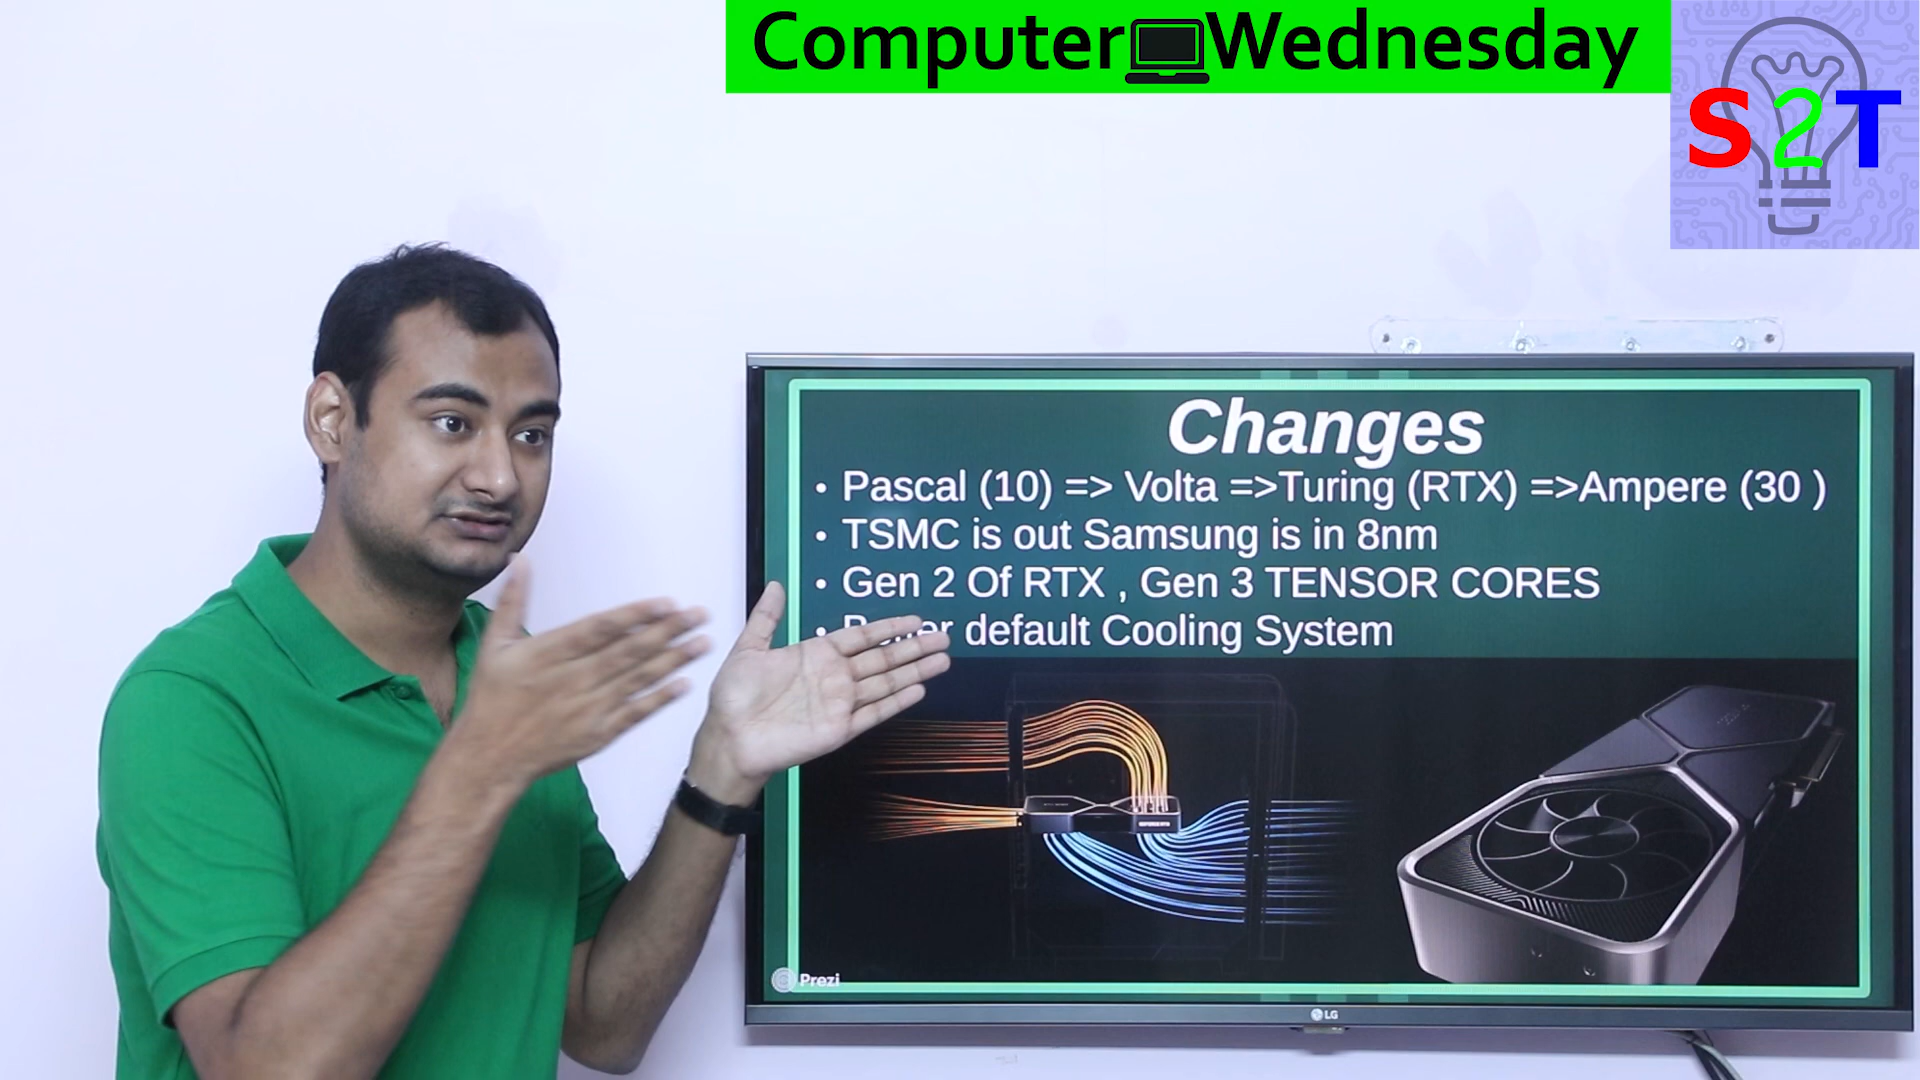 Computer Wednesday
S2T
Changes
• Pascal (10) => Volta =>Turing (RTX) =>Ampere (30 )
• TSMC is out Samsung is in 8nm
• Gen 2 Of RTX , Gen 3 TENSOR CORES
• Better default Cooling System
Prezi
LG